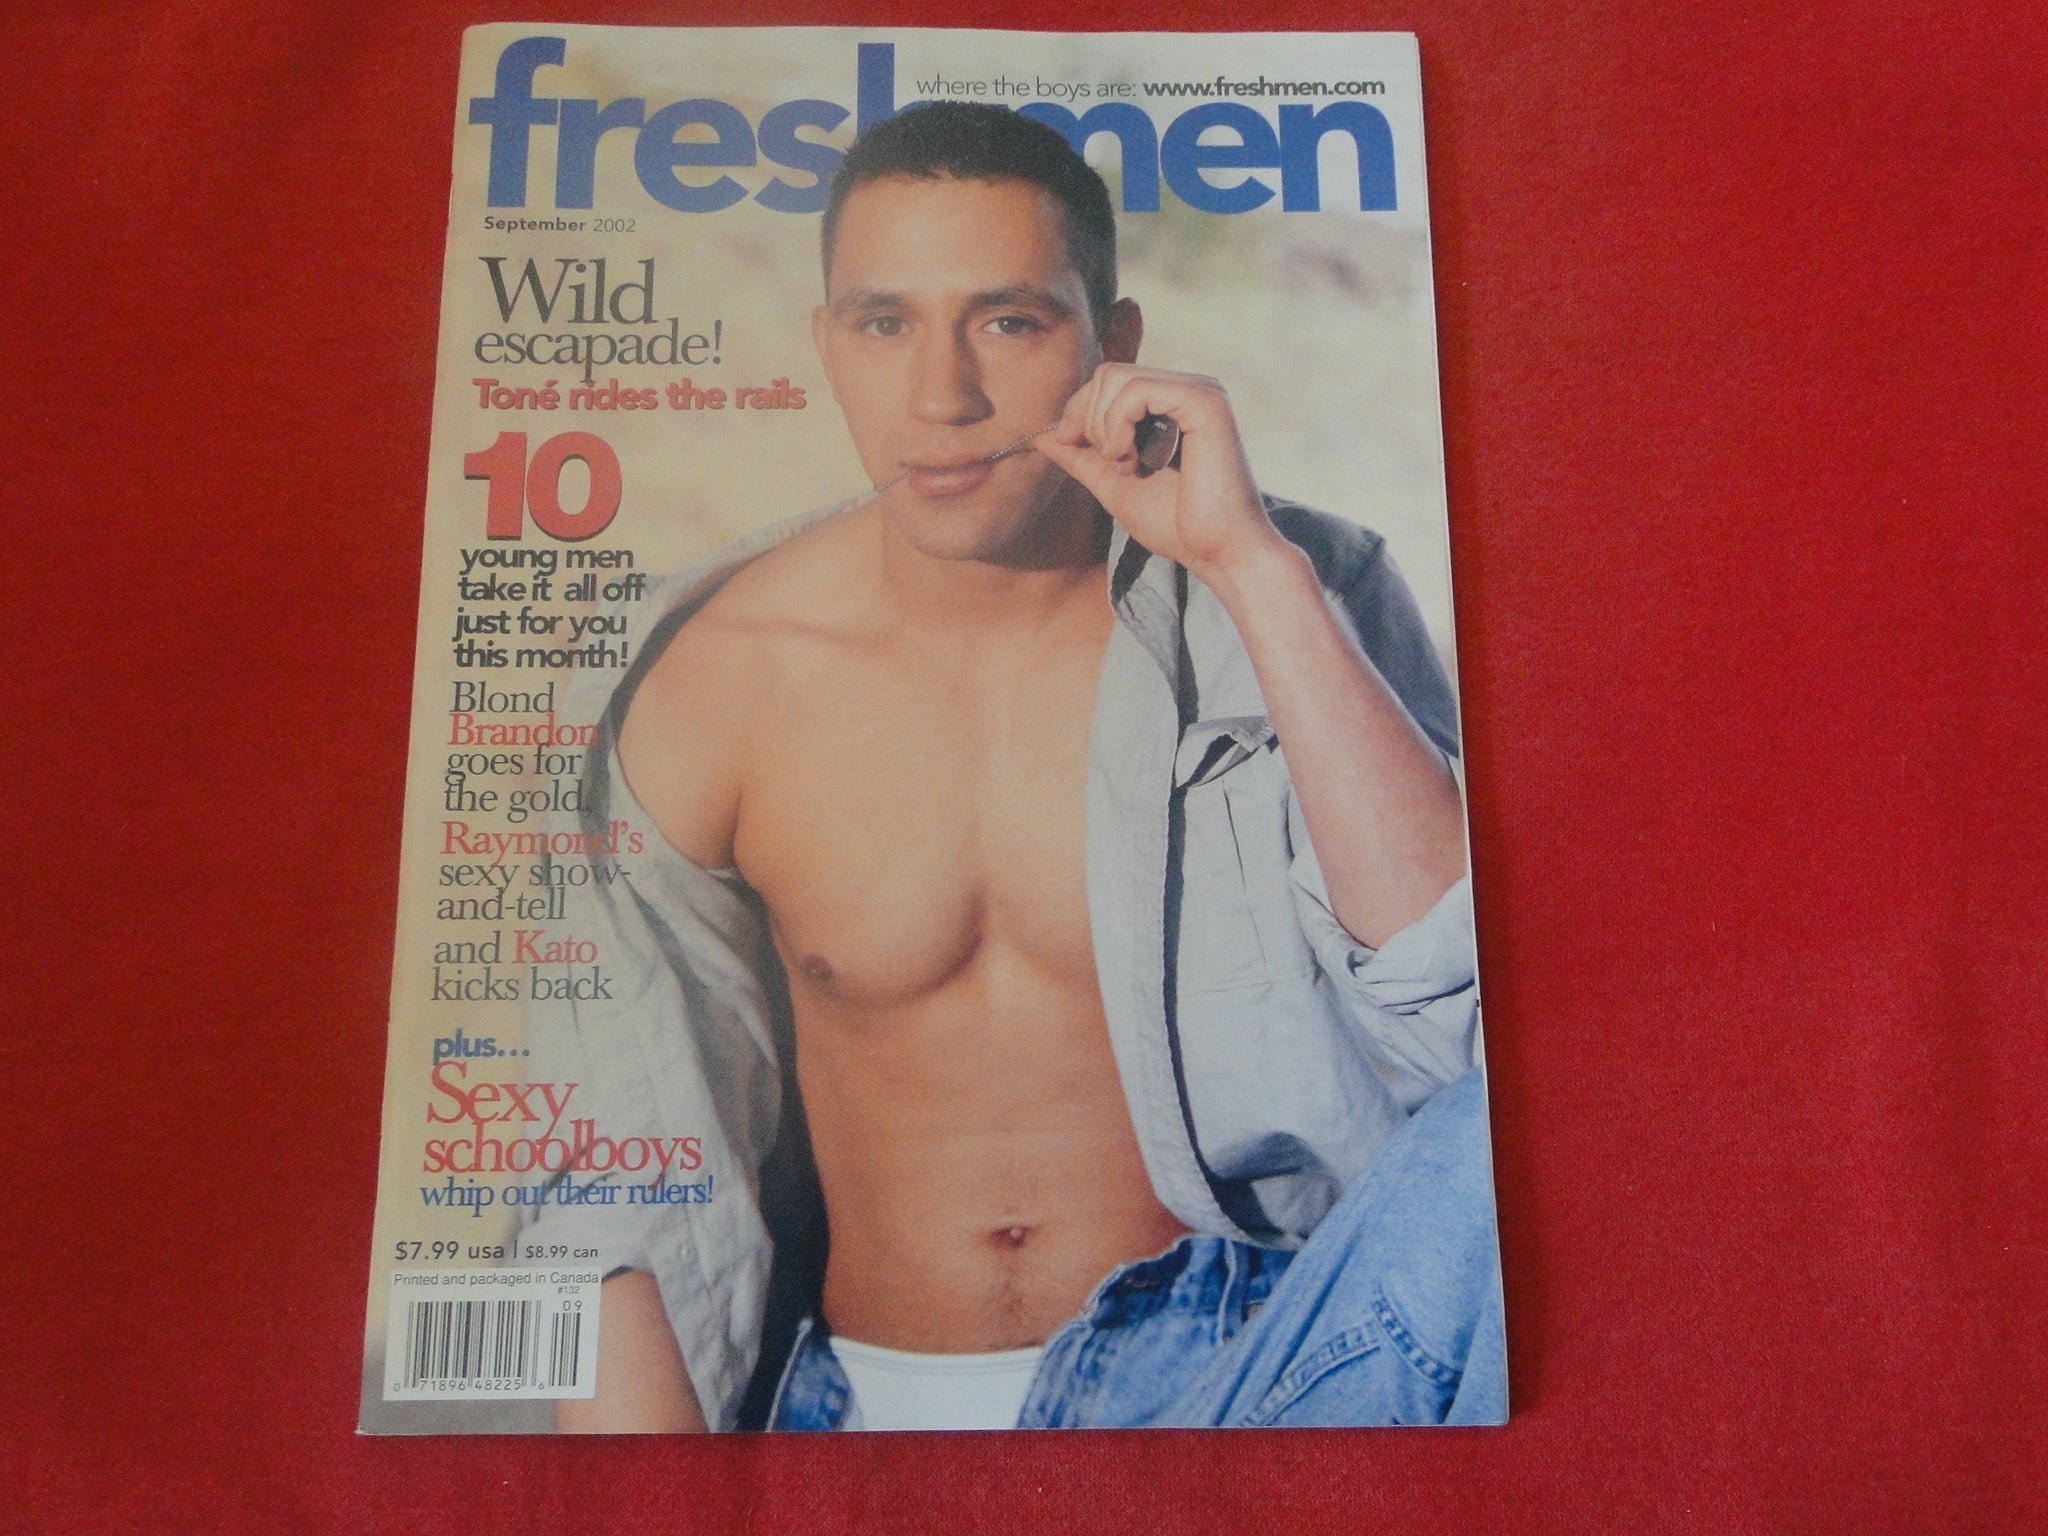 freshmen
where the boys are: www.freshmen.com
September 2002
Wild
escapade!
Toné rides the rails
10
young men
take it all off
just for you
this month!
Blond
Brandon
goes for
the gold,
Raymond's
sexy show-
and-tell
and Kato
kicks back
plus...
Sexy
schoolboys
whip out their rulers!
$7.99 usa | $8.99 can
Printed and packaged in Canada
#132
09
0 71896 48225 6